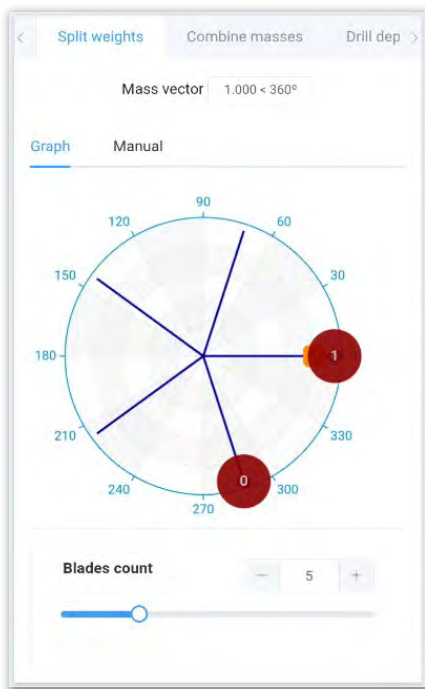 Split weights Combine masses Drill dep
Mass vector 1.000 < 360º
Graph Manual
90
120 60
150 30
1
180
210 330
0
240 300
270
Blades count − 5 +